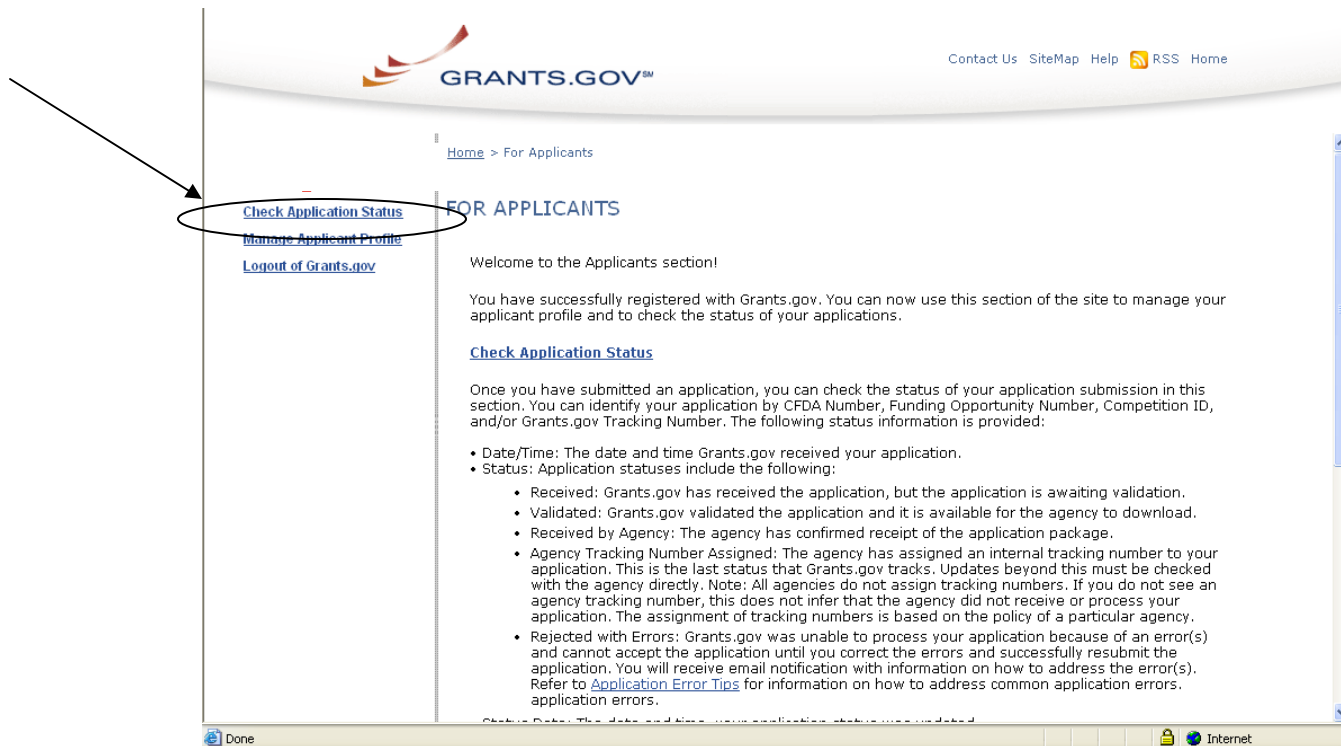 Contact Us SiteMap Help RSS Home
GRANTS.GOV℠
Home > For Applicants
Check Application Status
Manage Applicant Profile
Logout of Grants.gov
FOR APPLICANTS
Welcome to the Applicants section!
You have successfully registered with Grants.gov. You can now use this section of the site to manage your
applicant profile and to check the status of your applications.
Check Application Status
Once you have submitted an application, you can check the status of your application submission in this
section. You can identify your application by CFDA Number, Funding Opportunity Number, Competition ID,
and/or Grants.gov Tracking Number. The following status information is provided:
• Date/Time: The date and time Grants.gov received your application.
• Status: Application statuses include the following:
• Received: Grants.gov has received the application, but the application is awaiting validation.
• Validated: Grants.gov validated the application and it is available for the agency to download.
• Received by Agency: The agency has confirmed receipt of the application package.
• Agency Tracking Number Assigned: The agency has assigned an internal tracking number to your
application. This is the last status that Grants.gov tracks. Updates beyond this must be checked
with the agency directly. Note: All agencies do not assign tracking numbers. If you do not see an
agency tracking number, this does not infer that the agency did not receive or process your
application. The assignment of tracking numbers is based on the policy of a particular agency.
• Rejected with Errors: Grants.gov was unable to process your application because of an error(s)
and cannot accept the application until you correct the errors and successfully resubmit the
application. You will receive email notification with information on how to address the error(s).
Refer to Application Error Tips for information on how to address common application errors.
application errors.
Status Date: The date and time, your application status was updated
Done
Internet